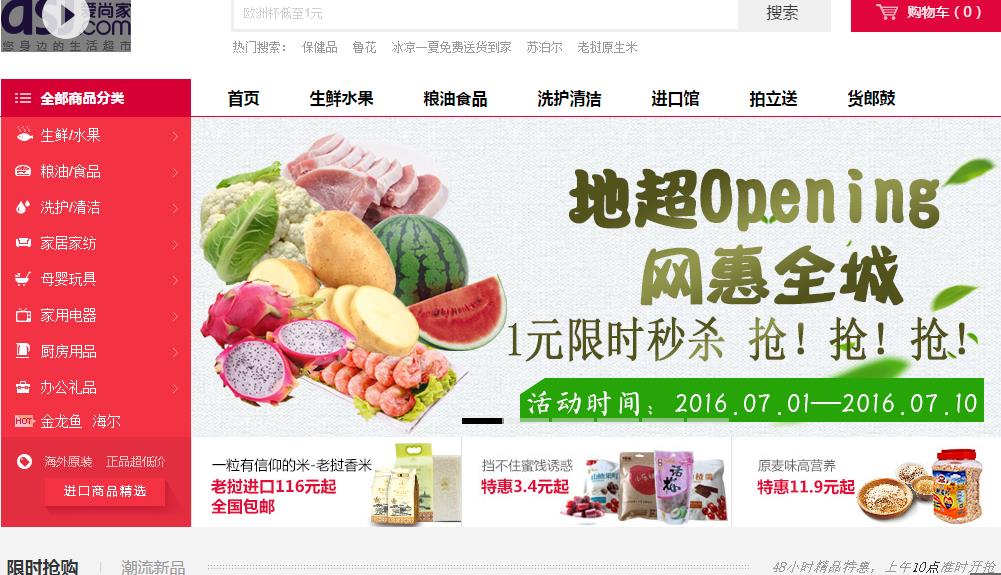 爱尚家
asj.com
您身边的生活超市
欧洲杯低至1元
搜索
购物车 ( 0 )
热门搜索： 保健品 鲁花 冰凉一夏免费送货到家 苏泊尔 老挝原生米
全部商品分类
首页 生鲜水果 粮油食品 洗护清洁 进口馆 拍立送 货郎鼓
生鲜/水果
粮油/食品
洗护/清洁
家居家纺
母婴玩具
家用电器
厨房用品
办公礼品
HOT 金龙鱼 海尔
海外原装 正品超低价
进口商品精选
地超Opening
网惠全城
1元限时秒杀 抢！抢！抢！
活动时间：2016.07.01—2016.07.10
一粒有信仰的米-老挝香米
老挝进口116元起
全国包邮
挡不住蜜饯诱惑
特惠3.4元起
活梅
原麦味高营养
特惠11.9元起
限时抢购 | 潮流新品
48小时精品特惠，上午10点准时开抢